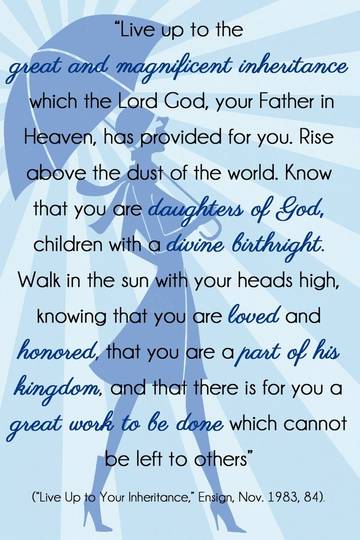 “Live up to the
great and magnificent inheritance
which the Lord God, your Father in
Heaven, has provided for you. Rise
above the dust of the world. Know
that you are daughters of God,
children with a divine birthright.
Walk in the sun with your heads high,
knowing that you are loved and
honored, that you are a part of his
kingdom, and that there is for you a
great work to be done which cannot
be left to others”
(“Live Up to Your Inheritance,” Ensign, Nov. 1983, 84).